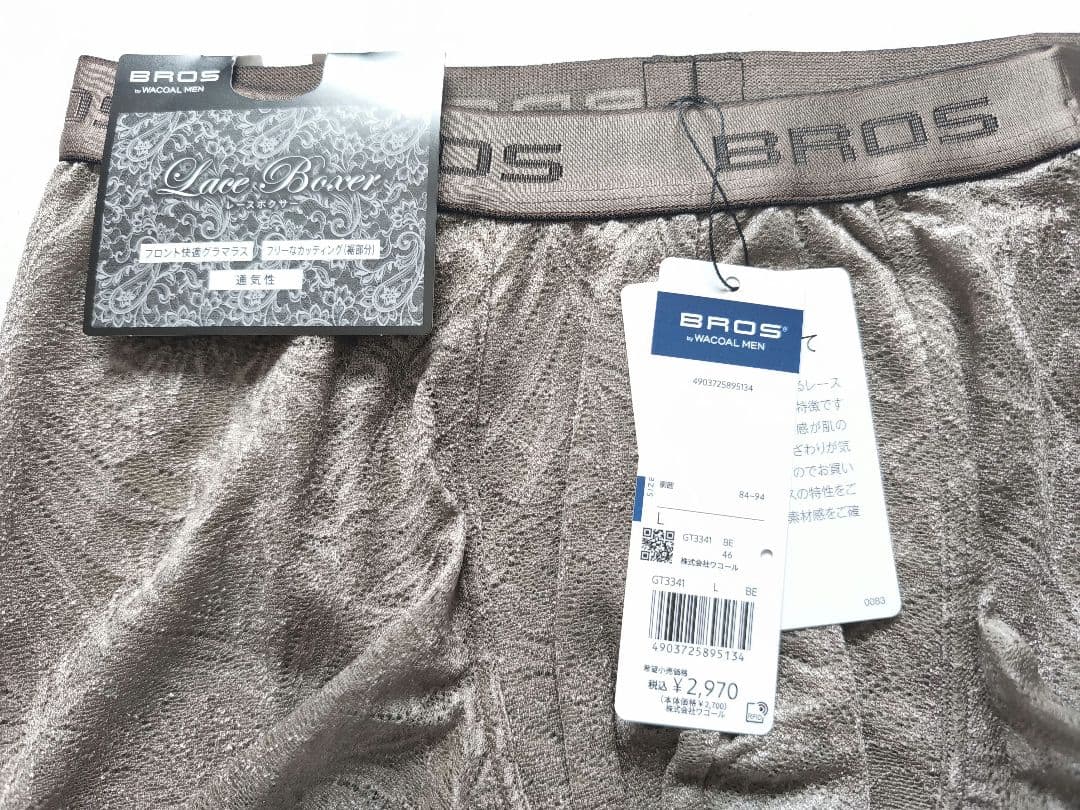 BROS
by WACOAL MEN
Lace Boxer
レースボクサー
フロント快適グラマラス
フリーなカッティング(裾部分)
通気性
OS
BROS
BROS
by WACOAL MEN
4903725895134
SIZE
胴囲
84~94
L
GT3341 BE
46
株式会社ワコール
GT3341 L BE
4903725895134
希望小売価格
税込 ¥2,970
(本体価格¥2,700)
株式会社ワコール
て
るレース
特徴です
感が肌の
ざわりが気
のでお買い
スの特性をご
素材感をご確
0083